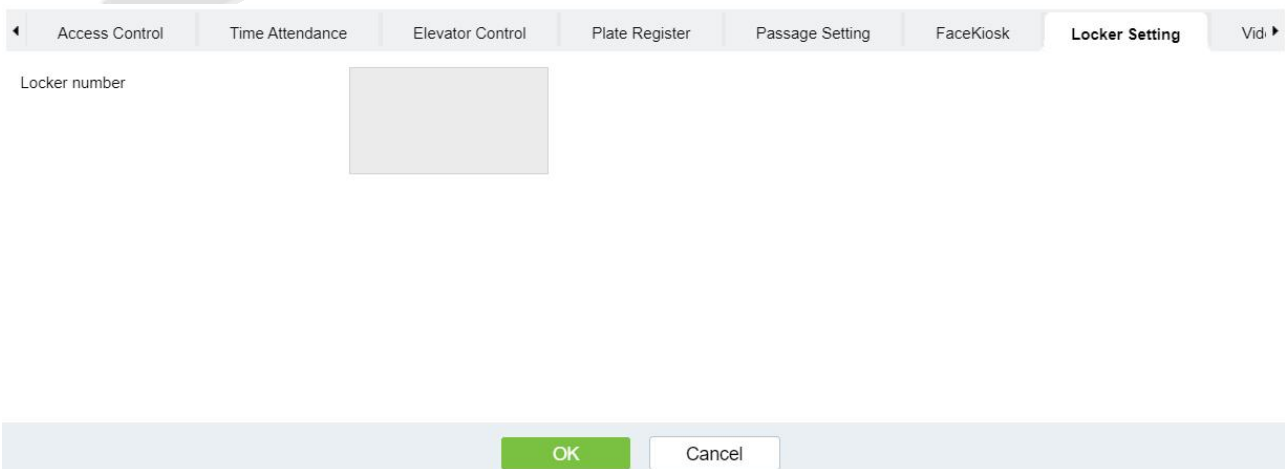 Access Control Time Attendance Elevator Control Plate Register Passage Setting FaceKiosk Locker Setting
Locker number
OK Cancel